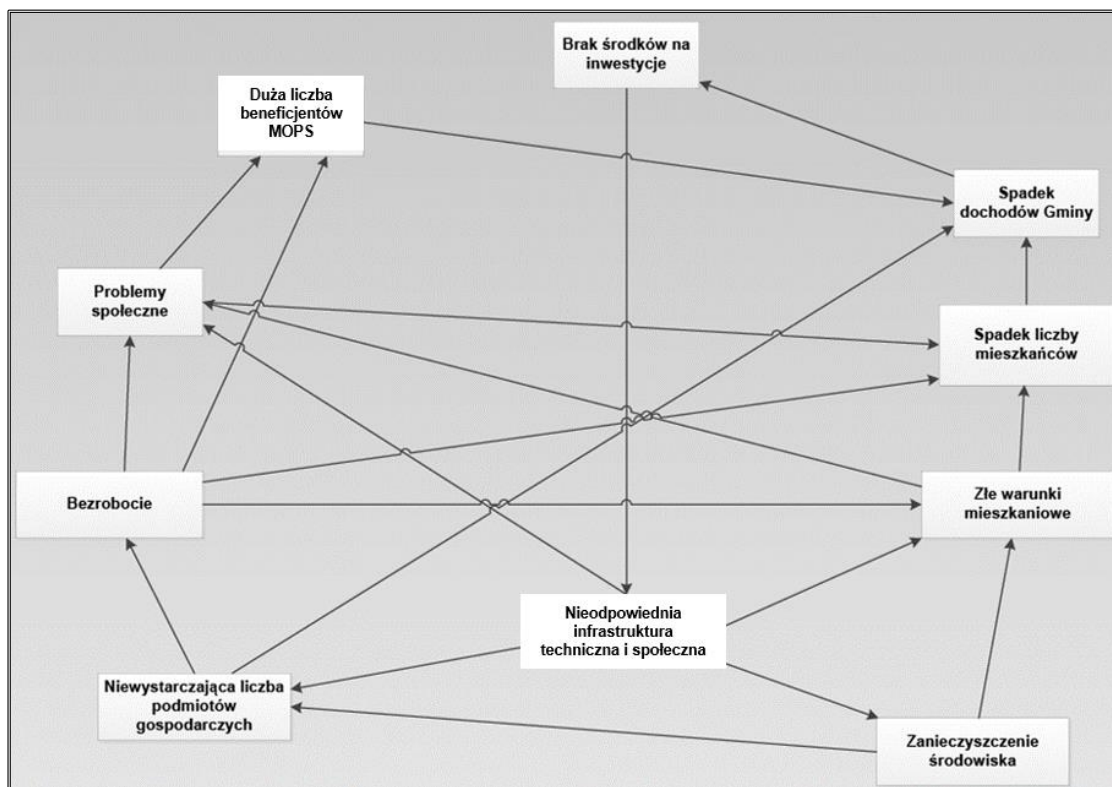 Brak środków na
inwestycje
Duża liczba
beneficjentów
MOPS
Spadek
dochodów Gminy
Problemy
społeczne
Spadek liczby
mieszkańców
Bezrobocie
Złe warunki
mieszkaniowe
Nieodpowiednia
infrastruktura
techniczna i społeczna
Niewystarczająca liczba
podmiotów
gospodarczych
Zanieczyszczenie
środowiska